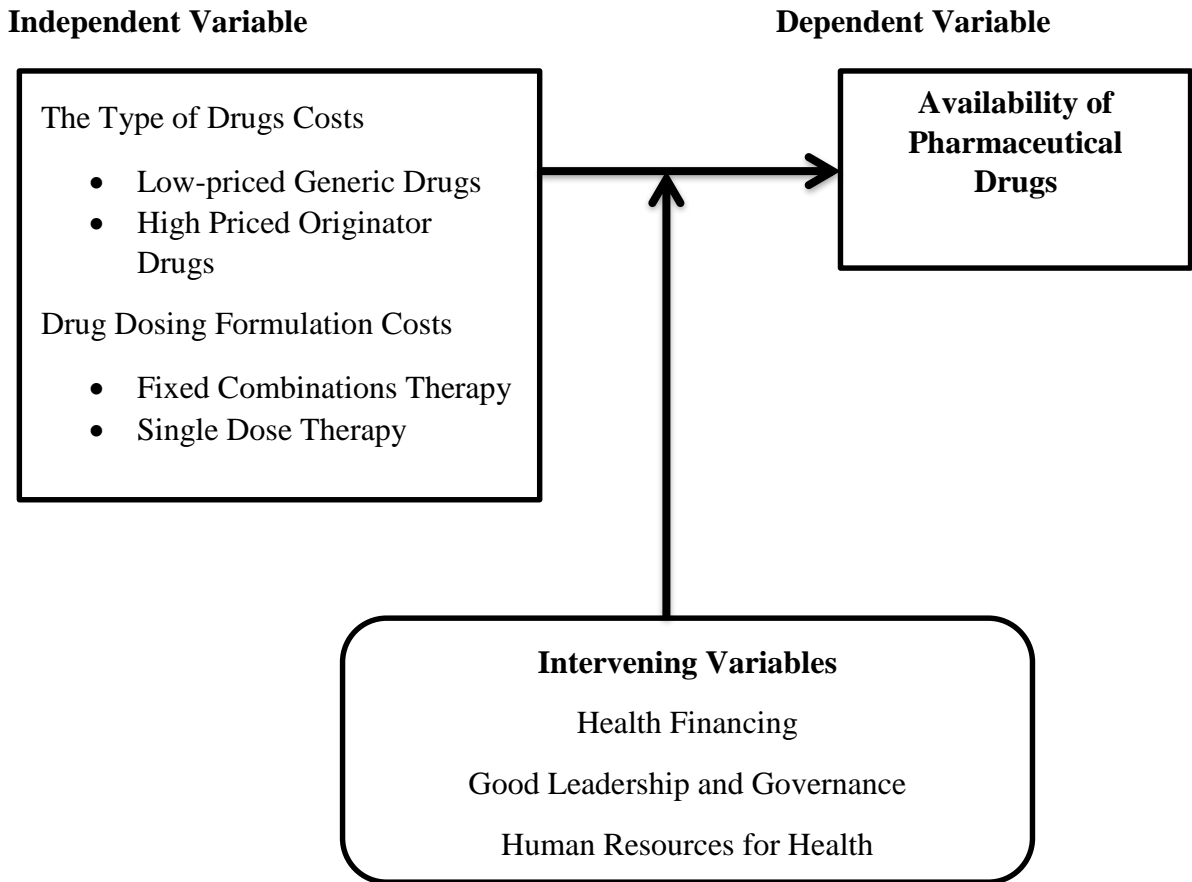 Independent Variable
Dependent Variable
The Type of Drugs Costs
• Low-priced Generic Drugs
• High Priced Originator
Drugs
Drug Dosing Formulation Costs
• Fixed Combinations Therapy
• Single Dose Therapy
Availability of
Pharmaceutical
Drugs
Intervening Variables
Health Financing
Good Leadership and Governance
Human Resources for Health